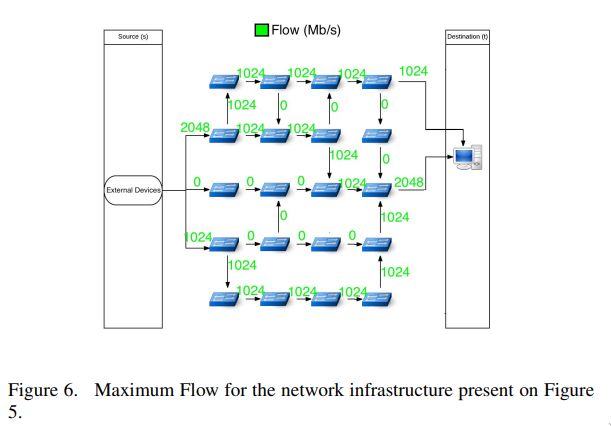 Flow (Mb/s)
Source (s)
Destination (t)
1024 1024 1024 1024
1024 0 0 0
2048 1024 1024
1024 0
External Devices
0 0 0 1024 2048
0 1024
1024 0 0 0
1024 1024
1024 1024 1024
Figure 6. Maximum Flow for the network infrastructure present on Figure
5.